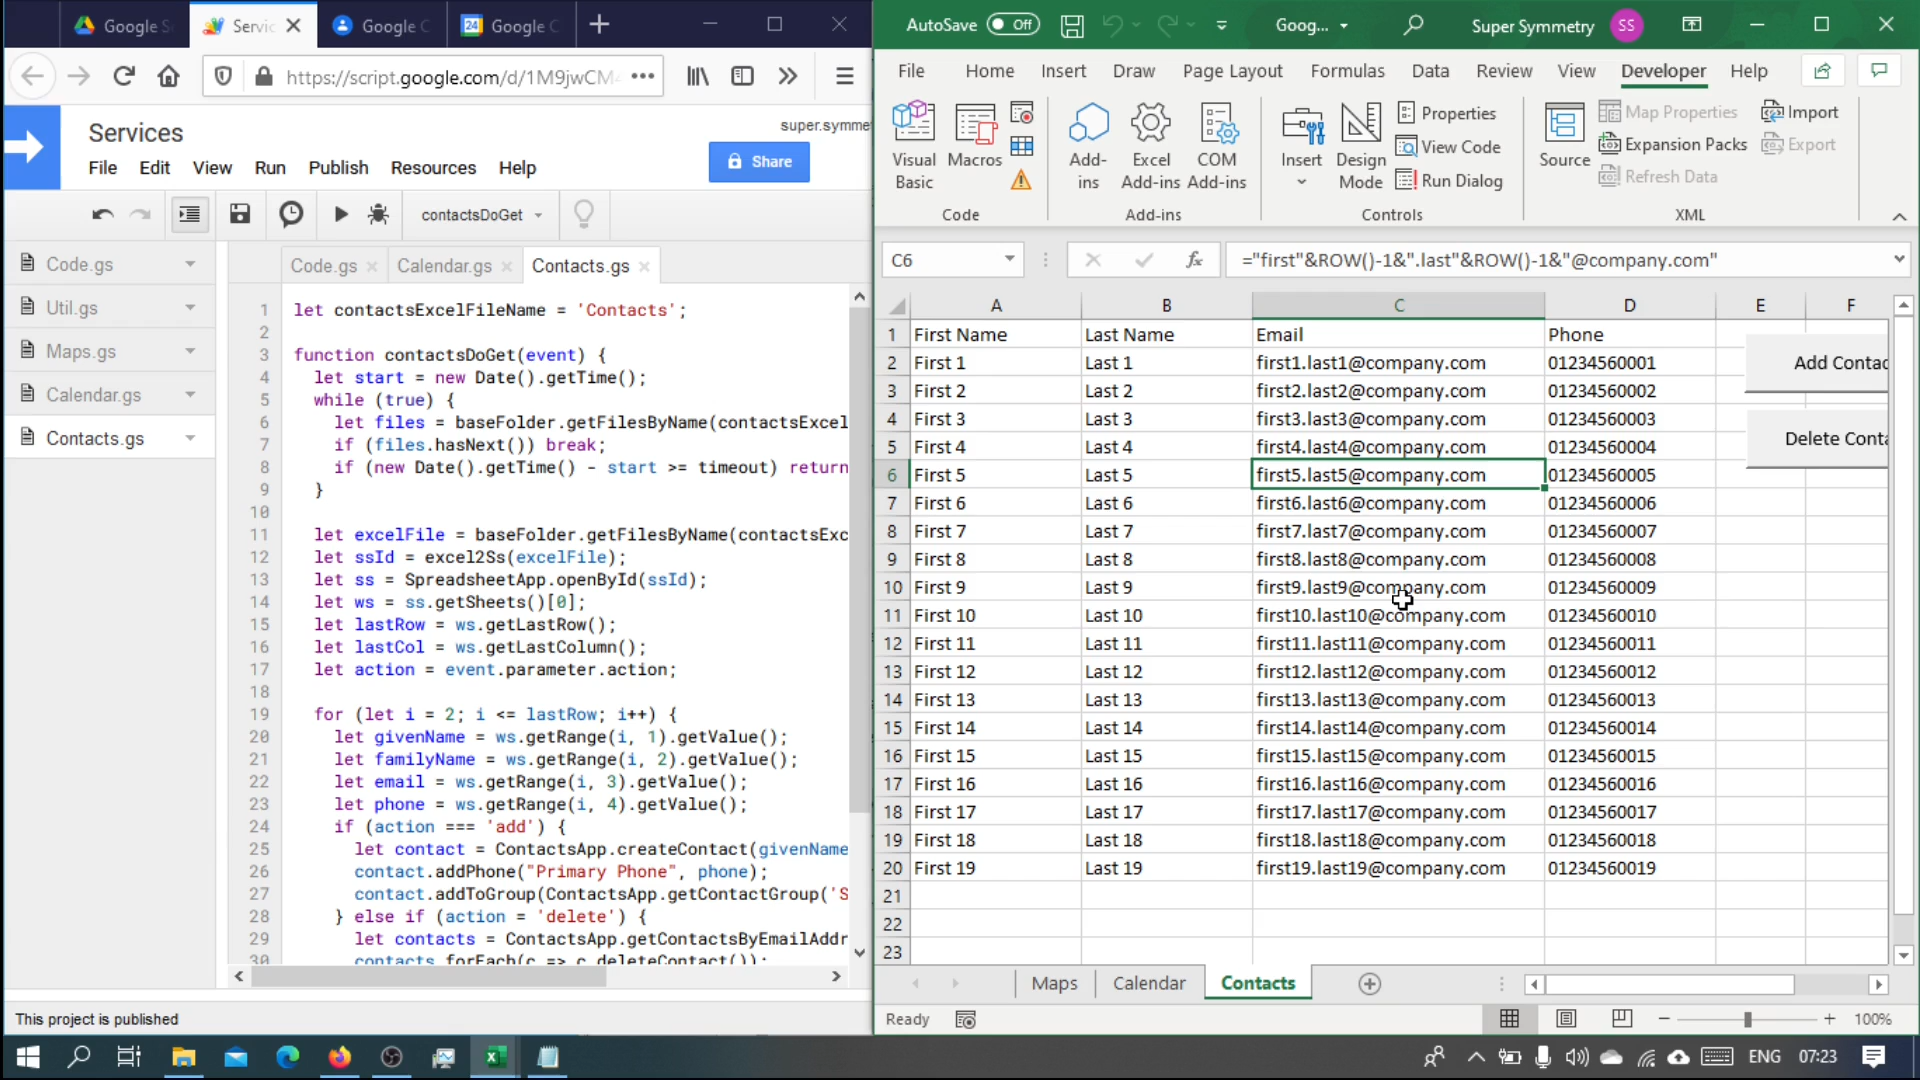 Google S
Servic
Google C
24
Google C
https://script.google.com/d/1M9jwCM
Services
super.symme
File Edit View Run Publish Resources Help
Share
contactsDoGet
Code.gs
Util.gs
Maps.gs
Calendar.gs
Contacts.gs
Code.gs Calendar.gs Contacts.gs
1 let contactsExcelFileName = 'Contacts';
2
3 function contactsDoGet(event) {
4 let start = new Date().getTime();
5 while (true) {
6 let files = baseFolder.getFilesByName(contactsExcel
7 if (files.hasNext()) break;
8 if (new Date().getTime() - start >= timeout) return
9 }
10
11 let excelFile = baseFolder.getFilesByName(contactsExc
12 let ssId = excel2Ss(excelFile);
13 let ss = SpreadsheetApp.openById(ssId);
14 let ws = ss.getSheets()[0];
15 let lastRow = ws.getLastRow();
16 let lastCol = ws.getLastColumn();
17 let action = event.parameter.action;
18
19 for (let i = 2; i <= lastRow; i++) {
20 let givenName = ws.getRange(i, 1).getValue();
21 let familyName = ws.getRange(i, 2).getValue();
22 let email = ws.getRange(i, 3).getValue();
23 let phone = ws.getRange(i, 4).getValue();
24 if (action === 'add') {
25 let contact = ContactsApp.createContact(givenName
26 contact.addPhone("Primary Phone", phone);
27 contact.addToGroup(ContactsApp.getContactGroup('S
28 } else if (action = 'delete') {
29 let contacts = ContactsApp.getContactsByEmailAddr
30 contacts.forEach(c => c.deleteContact());
This project is published
AutoSave Off Goog... Super Symmetry SS
File Home Insert Draw Page Layout Formulas Data Review View Developer Help
Visual Basic
Macros
Code
Add-ins
Excel Add-ins
COM Add-ins
Add-ins
Insert
Design Mode
Properties
View Code
Run Dialog
Controls
Source
Map Properties
Expansion Packs
Refresh Data
Import
Export
XML
C6 fx ="first"&ROW()-1&".last"&ROW()-1&"@company.com"
A B C D E F
1 First Name Last Name Email Phone
2 First 1 Last 1 first1.last1@company.com 01234560001
3 First 2 Last 2 first2.last2@company.com 01234560002
4 First 3 Last 3 first3.last3@company.com 01234560003
5 First 4 Last 4 first4.last4@company.com 01234560004
6 First 5 Last 5 first5.last5@company.com 01234560005
7 First 6 Last 6 first6.last6@company.com 01234560006
8 First 7 Last 7 first7.last7@company.com 01234560007
9 First 8 Last 8 first8.last8@company.com 01234560008
10 First 9 Last 9 first9.last9@company.com 01234560009
11 First 10 Last 10 first10.last10@company.com 01234560010
12 First 11 Last 11 first11.last11@company.com 01234560011
13 First 12 Last 12 first12.last12@company.com 01234560012
14 First 13 Last 13 first13.last13@company.com 01234560013
15 First 14 Last 14 first14.last14@company.com 01234560014
16 First 15 Last 15 first15.last15@company.com 01234560015
17 First 16 Last 16 first16.last16@company.com 01234560016
18 First 17 Last 17 first17.last17@company.com 01234560017
19 First 18 Last 18 first18.last18@company.com 01234560018
20 First 19 Last 19 first19.last19@company.com 01234560019
21
22
23
Add Contac
Delete Conta
Maps Calendar Contacts
Ready
100%
ENG 07:23